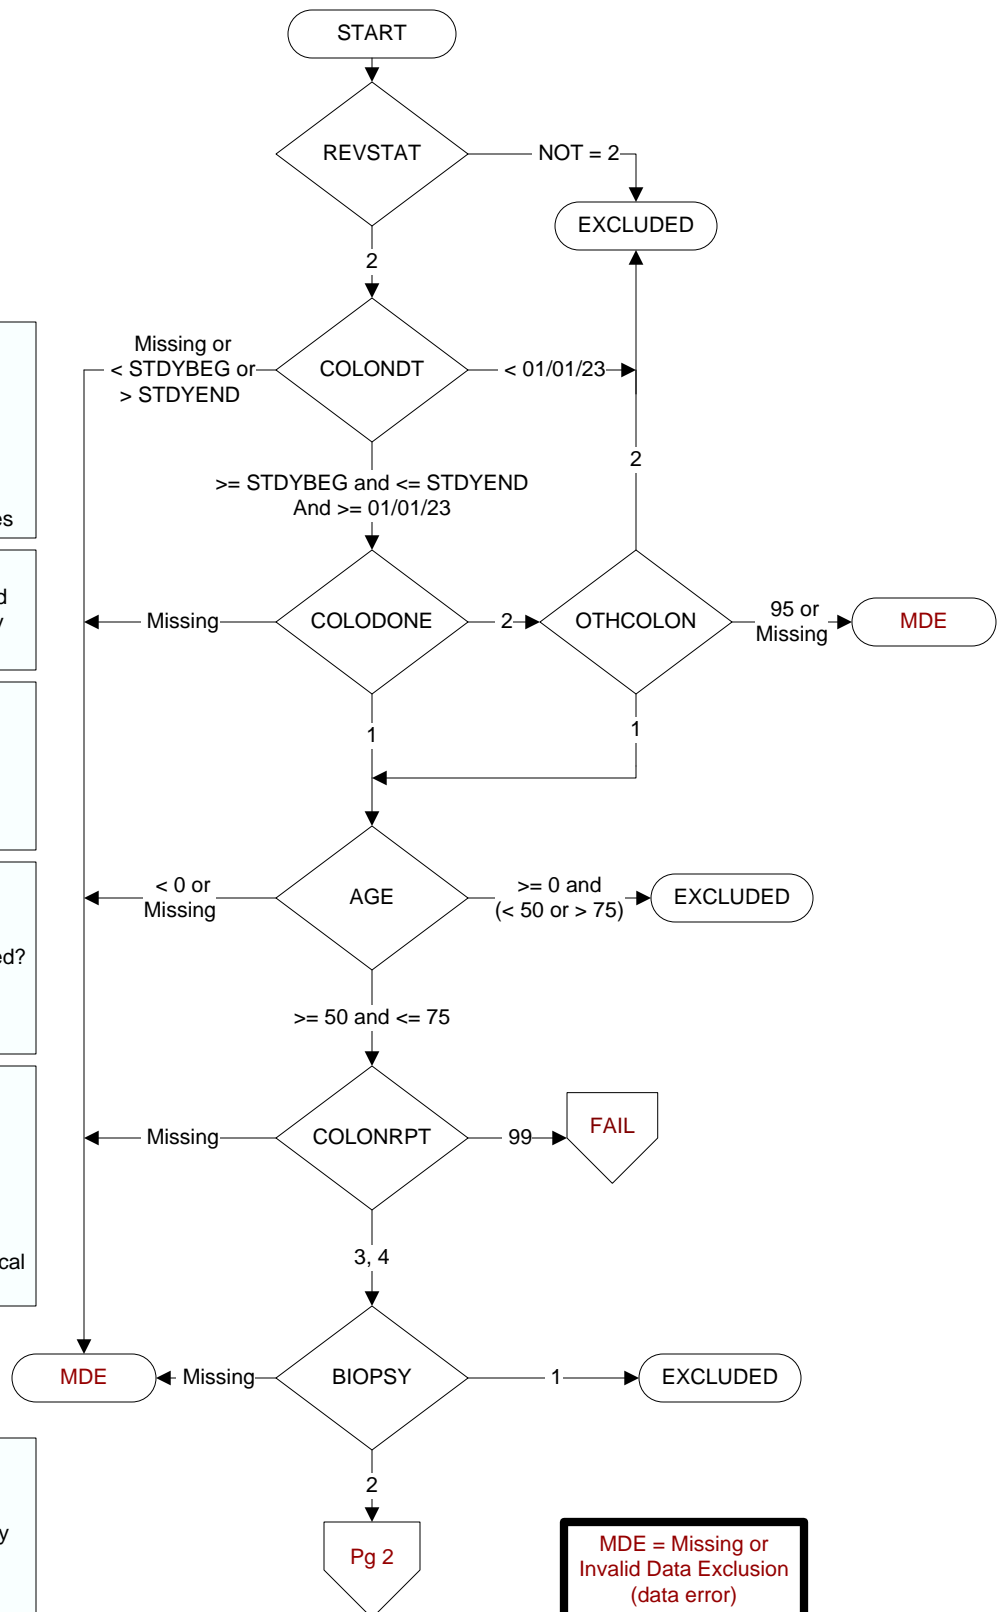 START
REVSTAT
NOT = 2
EXCLUDED
2
Missing or
< STDYBEG or
> STDYEND
COLONDT
< 01/01/23
2
>= STDYBEG and <= STDYEND
And >= 01/01/23
Missing
COLODONE
2
OTHCOLON
95 or
Missing
MDE
1
1
< 0 or
Missing
AGE
>= 0 and
(< 50 or > 75)
EXCLUDED
>= 50 and <= 75
Missing
COLONRPT
99
FAIL
3, 4
MDE
Missing
BIOPSY
1
EXCLUDED
2
Pg 2
MDE = Missing or
Invalid Data Exclusion
(data error)